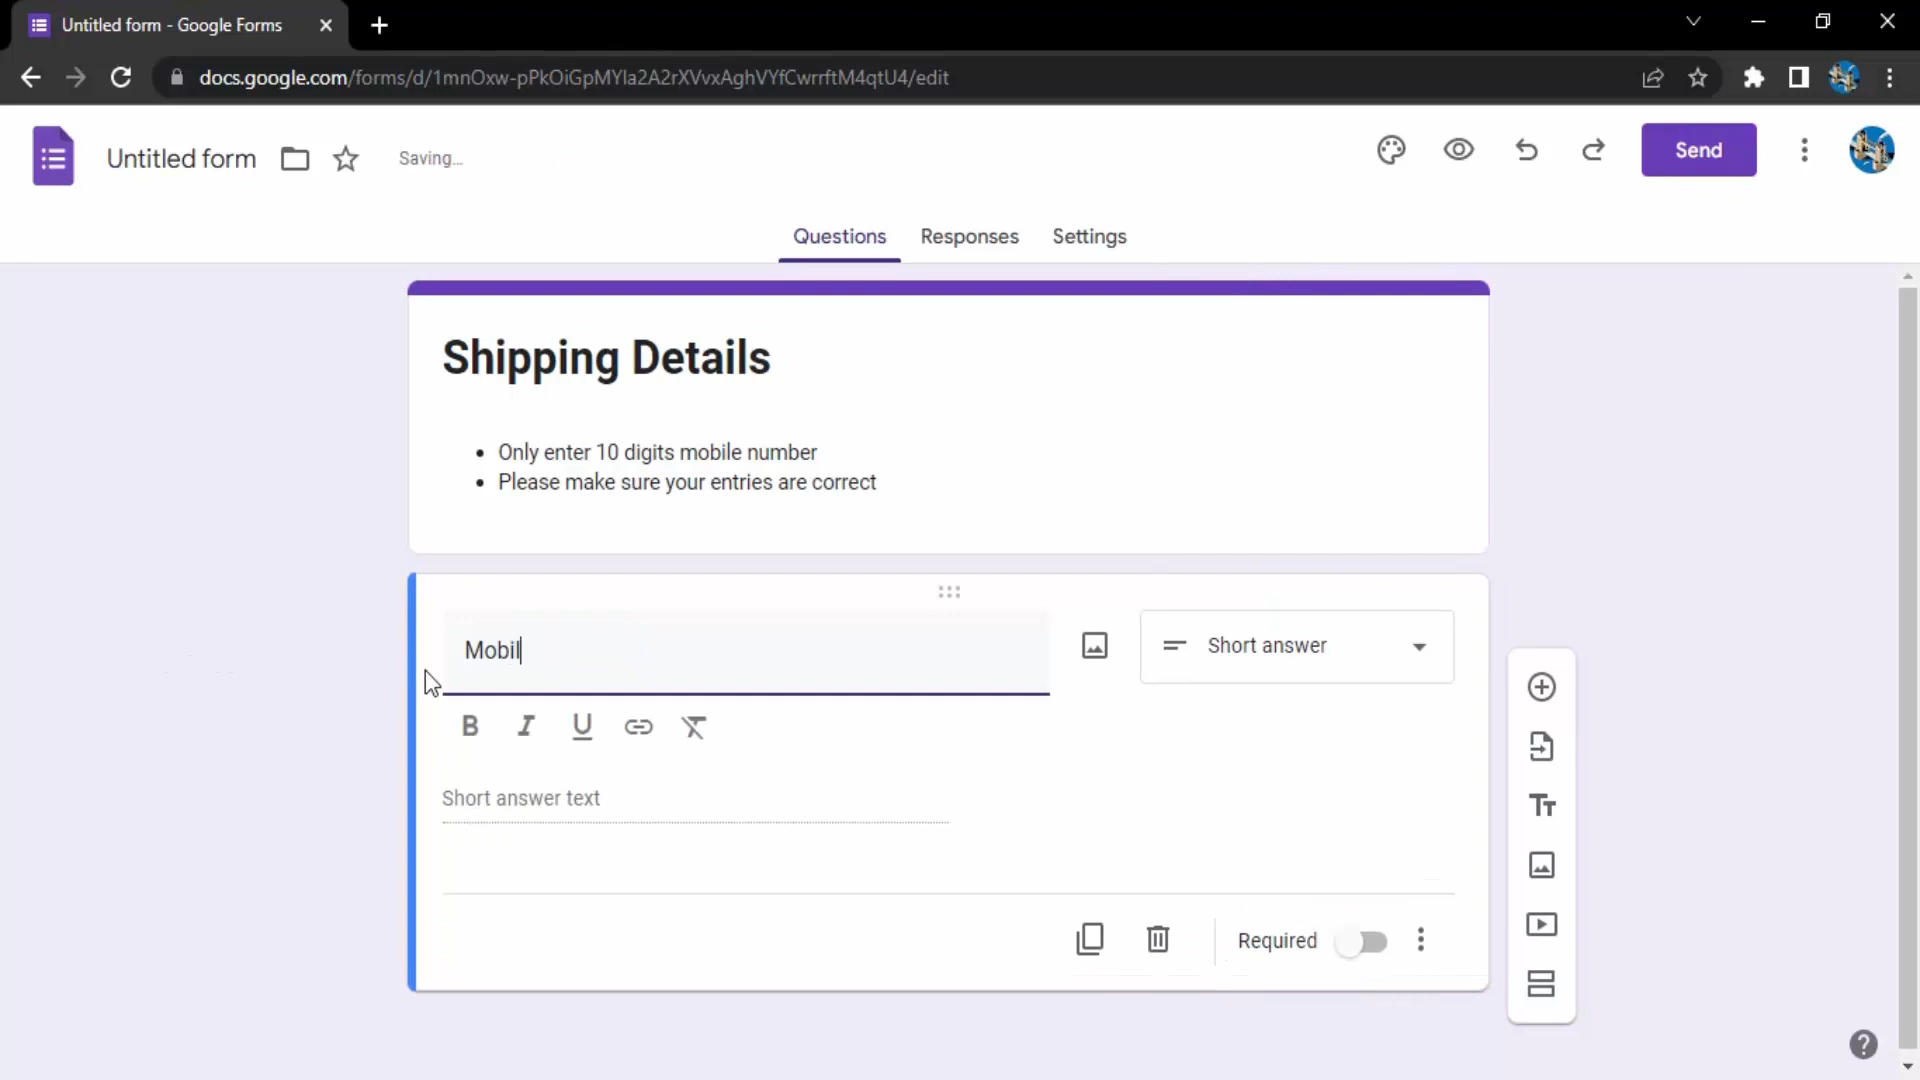 Untitled form - Google Forms
docs.google.com/forms/d/1mnOxw-pPkOiGpMYIa2A2rXVvxAghVYfCwrrftM4qtU4/edit
Untitled form
Saving...
Send
Questions Responses Settings
Shipping Details
• Only enter 10 digits mobile number
• Please make sure your entries are correct
Mobil
Short answer
B I U
Short answer text
Required